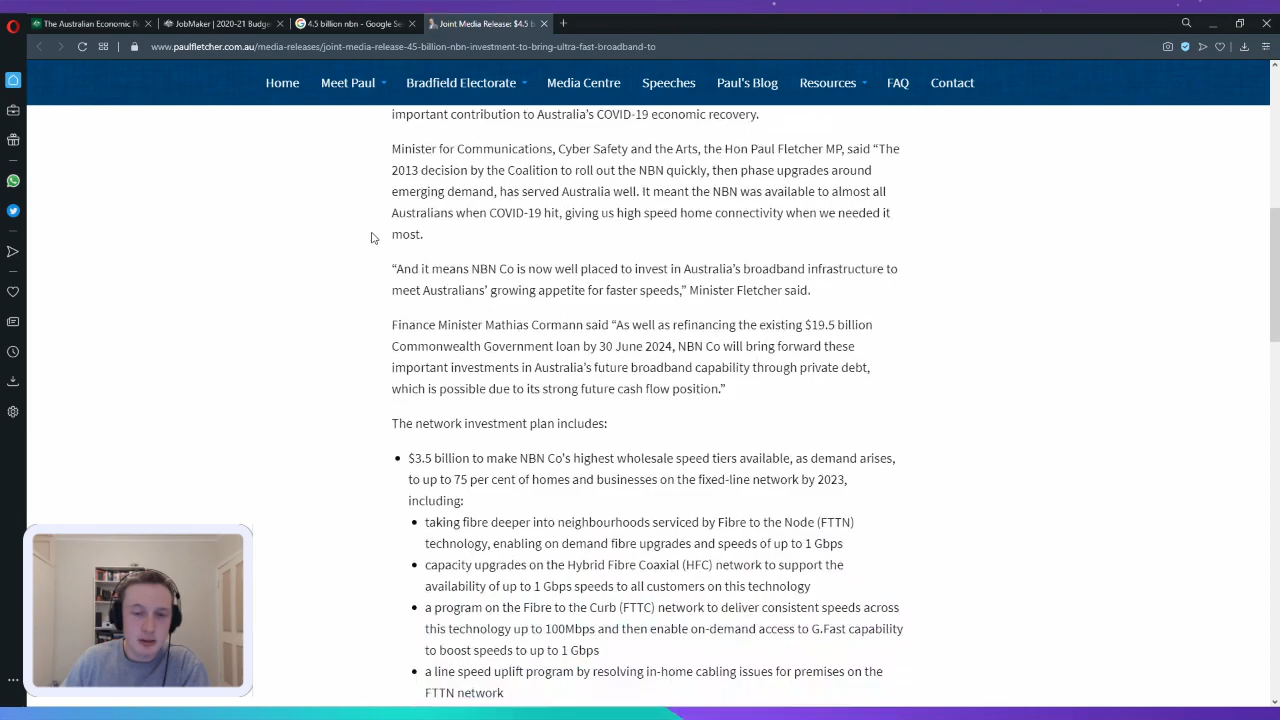 The Australian Economic R
JobMaker | 2020-21 Budge
4.5 billion nbn - Google Se
Joint Media Release: $4.5 b
www.paulfletcher.com.au/media-releases/joint-media-release-45-billion-nbn-investment-to-bring-ultra-fast-broadband-to
Home Meet Paul Bradfield Electorate Media Centre Speeches Paul's Blog Resources FAQ Contact
important contribution to Australia's COVID-19 economic recovery.
Minister for Communications, Cyber Safety and the Arts, the Hon Paul Fletcher MP, said “The
2013 decision by the Coalition to roll out the NBN quickly, then phase upgrades around
emerging demand, has served Australia well. It meant the NBN was available to almost all
Australians when COVID-19 hit, giving us high speed home connectivity when we needed it
most.
“And it means NBN Co is now well placed to invest in Australia’s broadband infrastructure to
meet Australians’ growing appetite for faster speeds,” Minister Fletcher said.
Finance Minister Mathias Cormann said “As well as refinancing the existing $19.5 billion
Commonwealth Government loan by 30 June 2024, NBN Co will bring forward these
important investments in Australia’s future broadband capability through private debt,
which is possible due to its strong future cash flow position.”
The network investment plan includes:
• $3.5 billion to make NBN Co's highest wholesale speed tiers available, as demand arises,
to up to 75 per cent of homes and businesses on the fixed-line network by 2023,
including:
• taking fibre deeper into neighbourhoods serviced by Fibre to the Node (FTTN)
technology, enabling on demand fibre upgrades and speeds of up to 1 Gbps
• capacity upgrades on the Hybrid Fibre Coaxial (HFC) network to support the
availability of up to 1 Gbps speeds to all customers on this technology
• a program on the Fibre to the Curb (FTTC) network to deliver consistent speeds across
this technology up to 100Mbps and then enable on-demand access to G.Fast capability
to boost speeds to up to 1 Gbps
• a line speed uplift program by resolving in-home cabling issues for premises on the
FTTN network